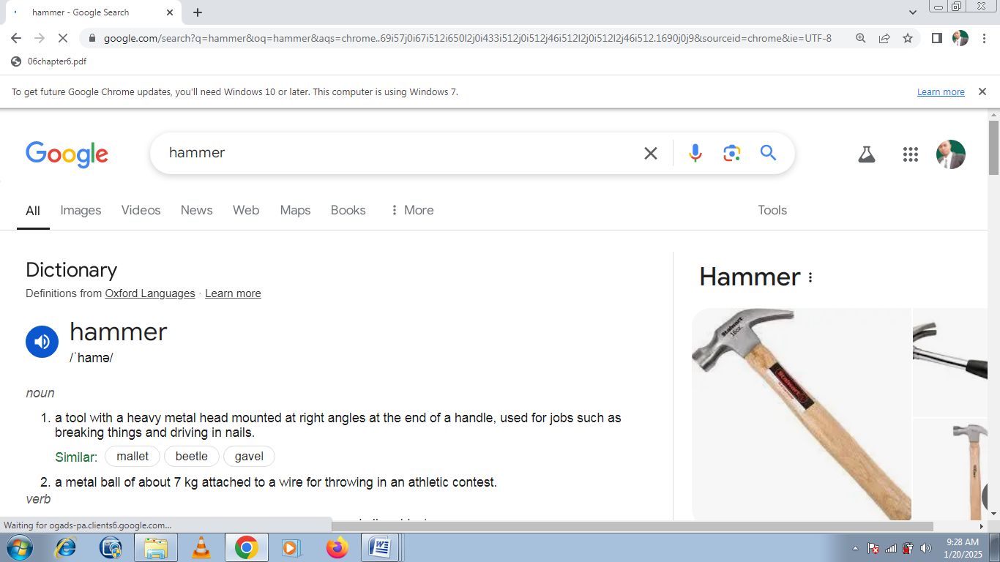 hammer - Google Search
google.com/search?q=hammer&oq=hammer&aqs=chrome..69i57j0i67i512i650l2j0i433i512j0i512j46i512l2j0i512l2j46i512.1690j0j9&sourceid=chrome&ie=UTF-8
06chapter6.pdf
To get future Google Chrome updates, you'll need Windows 10 or later. This computer is using Windows 7. Learn more
Google hammer
All Images Videos News Web Maps Books More Tools
Dictionary
Definitions from Oxford Languages · Learn more
hammer
/ˈhamə/
noun
1. a tool with a heavy metal head mounted at right angles at the end of a handle, used for jobs such as
breaking things and driving in nails.
Similar: mallet beetle gavel
2. a metal ball of about 7 kg attached to a wire for throwing in an athletic contest.
verb
Hammer
Stalwart
16oz.
Stalwart
Waiting for ogads-pa.clients6.google.com...
9:28 AM
1/20/2025